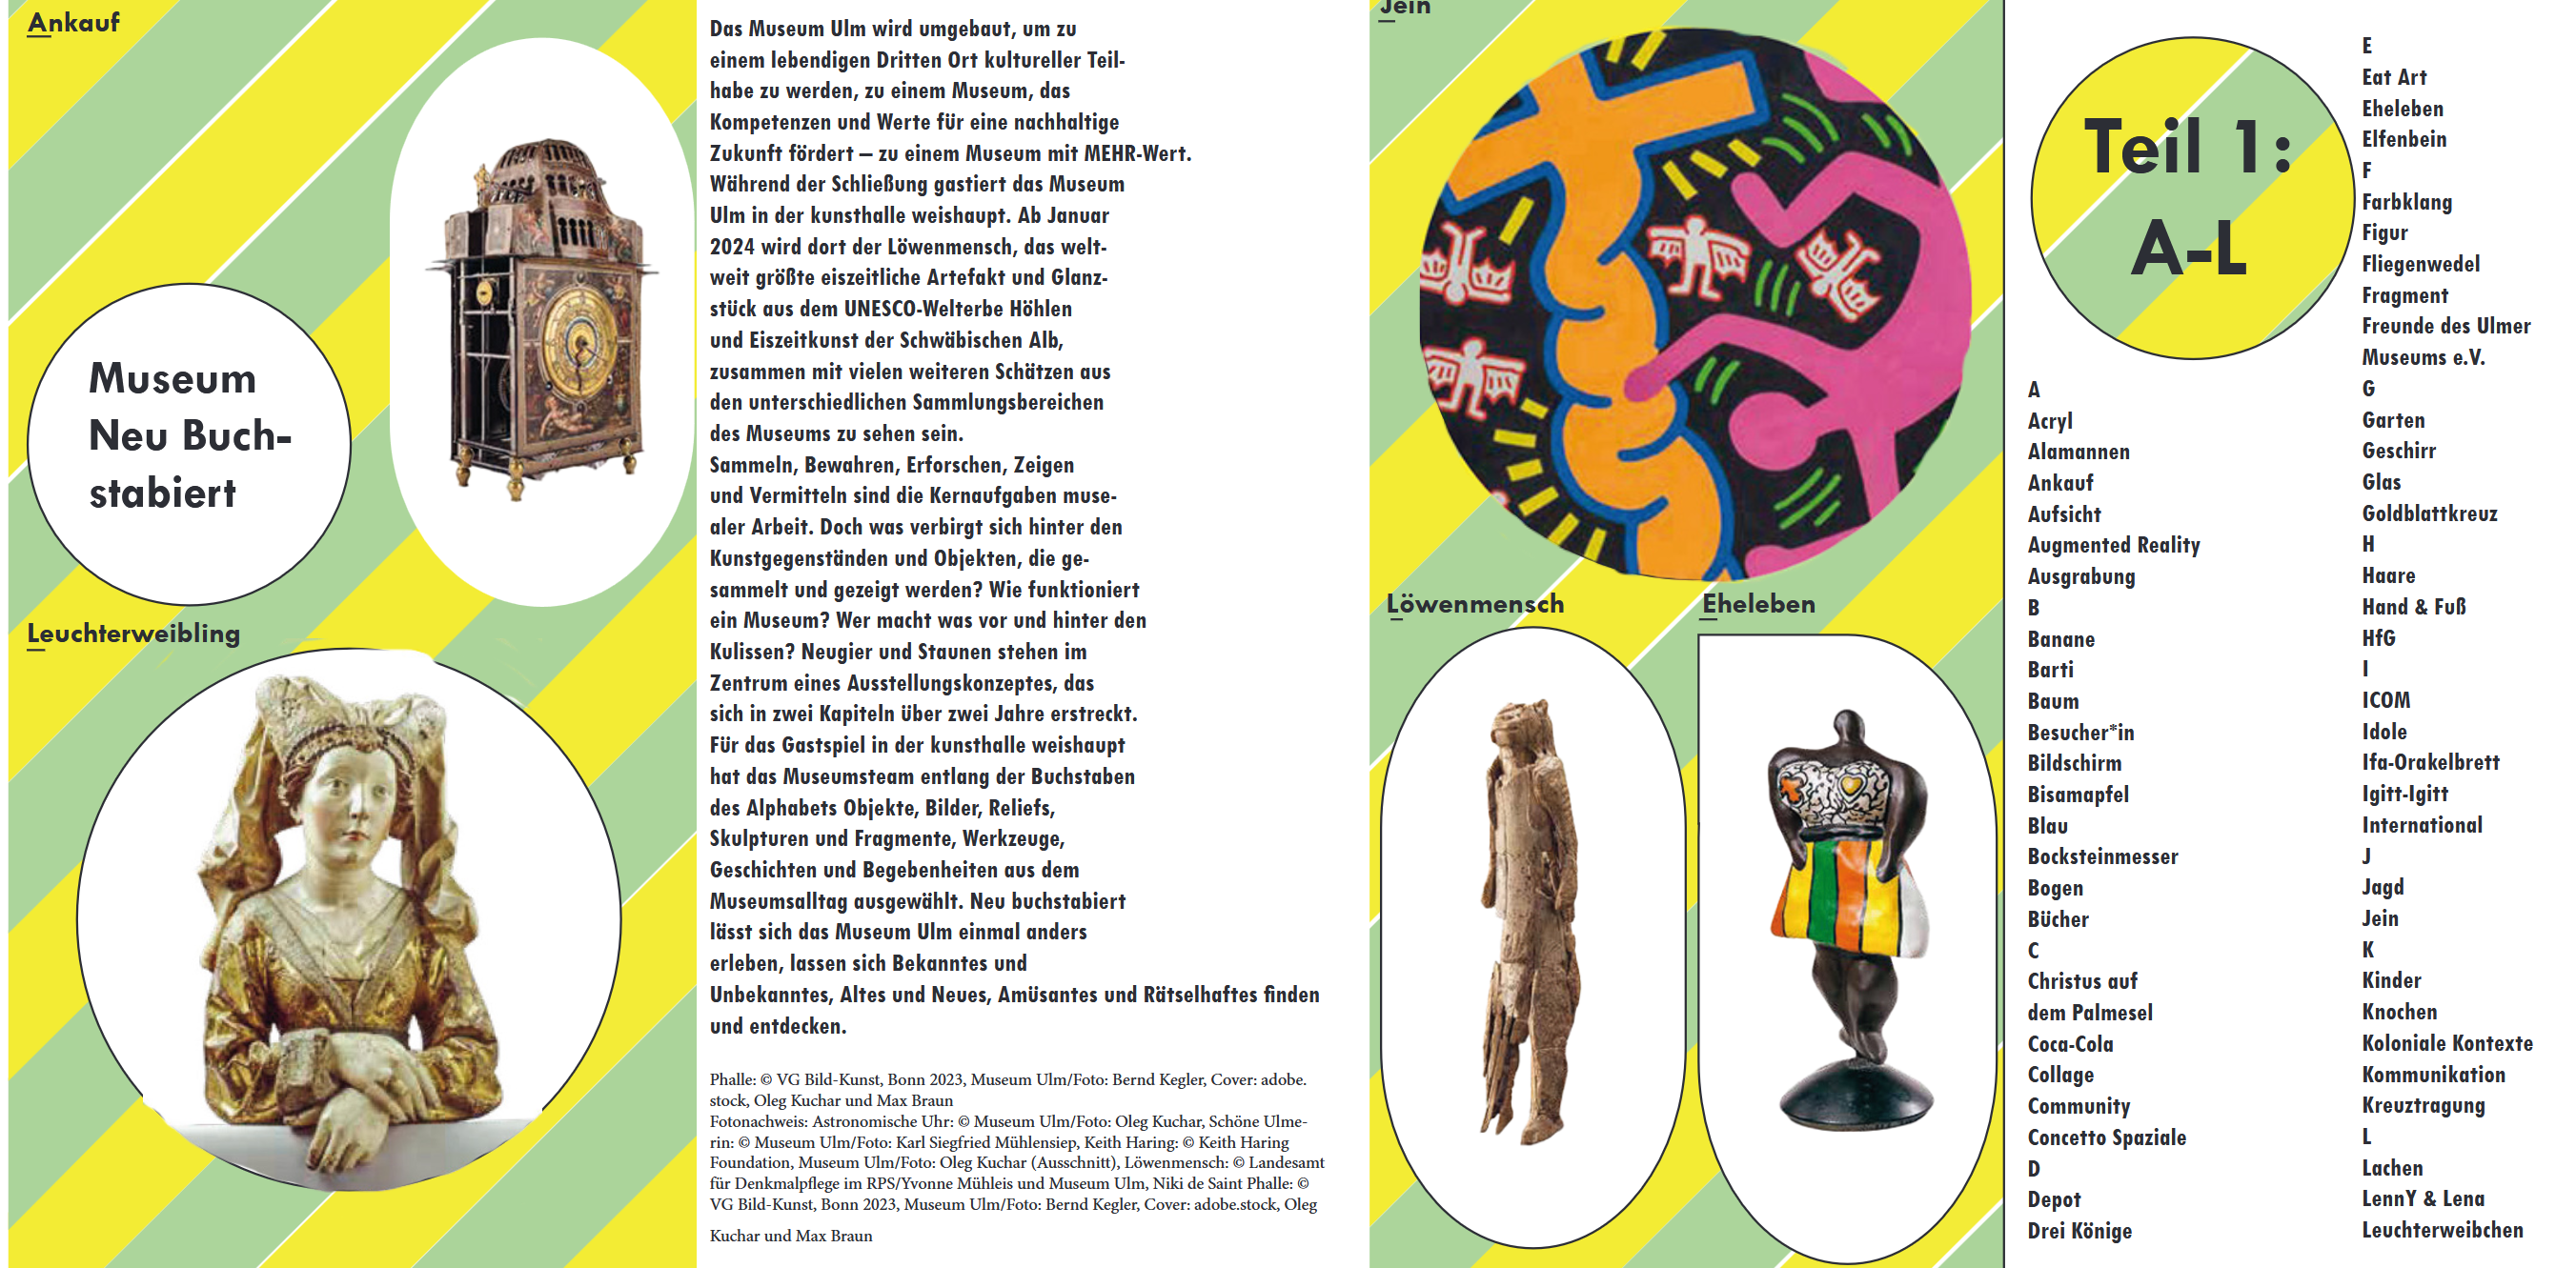 Ankauf
Museum
Neu Buch-
stabiert
Leuchterweibling
Das Museum Ulm wird umgebaut, um zu
einem lebendigen Dritten Ort kultureller Teil-
habe zu werden, zu einem Museum, das
Kompetenzen und Werte für eine nachhaltige
Zukunft fördert – zu einem Museum mit MEHR-Wert.
Während der Schließung gastiert das Museum
Ulm in der kunsthalle weishaupt. Ab Januar
2024 wird dort der Löwenmensch, das welt-
weit größte eiszeitliche Artefakt und Glanz-
stück aus dem UNESCO-Welterbe Höhlen
und Eiszeitkunst der Schwäbischen Alb,
zusammen mit vielen weiteren Schätzen aus
den unterschiedlichen Sammlungsbereichen
des Museums zu sehen sein.
Sammeln, Bewahren, Erforschen, Zeigen
und Vermitteln sind die Kernaufgaben muse-
aler Arbeit. Doch was verbirgt sich hinter den
Kunstgegenständen und Objekten, die ge-
sammelt und gezeigt werden? Wie funktioniert
ein Museum? Wer macht was vor und hinter den
Kulissen? Neugier und Staunen stehen im
Zentrum eines Ausstellungskonzeptes, das
sich in zwei Kapiteln über zwei Jahre erstreckt.
Für das Gastspiel in der kunsthalle weishaupt
hat das Museumsteam entlang der Buchstaben
des Alphabets Objekte, Bilder, Reliefs,
Skulpturen und Fragmente, Werkzeuge,
Geschichten und Begebenheiten aus dem
Museumsalltag ausgewählt. Neu buchstabiert
lässt sich das Museum Ulm einmal anders
erleben, lassen sich Bekanntes und
Unbekanntes, Altes und Neues, Amüsantes und Rätselhaftes finden
und entdecken.
Phalle: © VG Bild-Kunst, Bonn 2023, Museum Ulm/Foto: Bernd Kegler, Cover: adobe.
stock, Oleg Kuchar und Max Braun
Fotonachweis: Astronomische Uhr: © Museum Ulm/Foto: Oleg Kuchar, Schöne Ulme-
rin: © Museum Ulm/Foto: Karl Siegfried Mühlensiep, Keith Haring: © Keith Haring
Foundation, Museum Ulm/Foto: Oleg Kuchar (Ausschnitt), Löwenmensch: © Landesamt
für Denkmalpflege im RPS/Yvonne Mühleis und Museum Ulm, Niki de Saint Phalle: ©
VG Bild-Kunst, Bonn 2023, Museum Ulm/Foto: Bernd Kegler, Cover: adobe.stock, Oleg
Kuchar und Max Braun
Jein
Löwenmensch
Eheleben
Teil 1:
A-L
A
Acryl
Alamannen
Ankauf
Aufsicht
Augmented Reality
Ausgrabung
B
Banane
Barti
Baum
Besucher*in
Bildschirm
Bisamapfel
Blau
Bocksteinmesser
Bogen
Bücher
C
Christus auf
dem Palmesel
Coca-Cola
Collage
Community
Concetto Spaziale
D
Depot
Drei Könige
E
Eat Art
Eheleben
Elfenbein
F
Farbklang
Figur
Fliegenwedel
Fragment
Freunde des Ulmer
Museums e.V.
G
Garten
Geschirr
Glas
Goldblattkreuz
H
Haare
Hand & Fuß
HfG
I
ICOM
Idole
Ifa-Orakelbrett
Igitt-Igitt
International
J
Jagd
Jein
K
Kinder
Knochen
Koloniale Kontexte
Kommunikation
Kreuztragung
L
Lachen
LennY & Lena
Leuchterweibchen